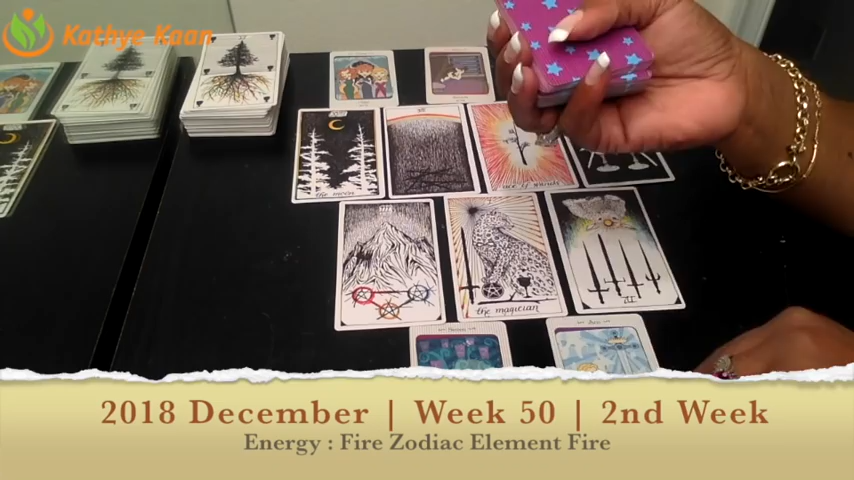 Kathye Kaan
the moon
ace of wands
the magician
2018 December | Week 50 | 2nd Week
Energy : Fire Zodiac Element Fire